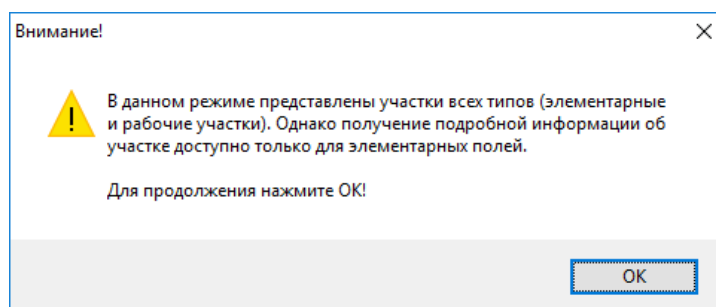 Внимание!
В данном режиме представлены участки всех типов (элементарные
и рабочие участки). Однако получение подробной информации об
участке доступно только для элементарных полей.
Для продолжения нажмите ОК!
ОК